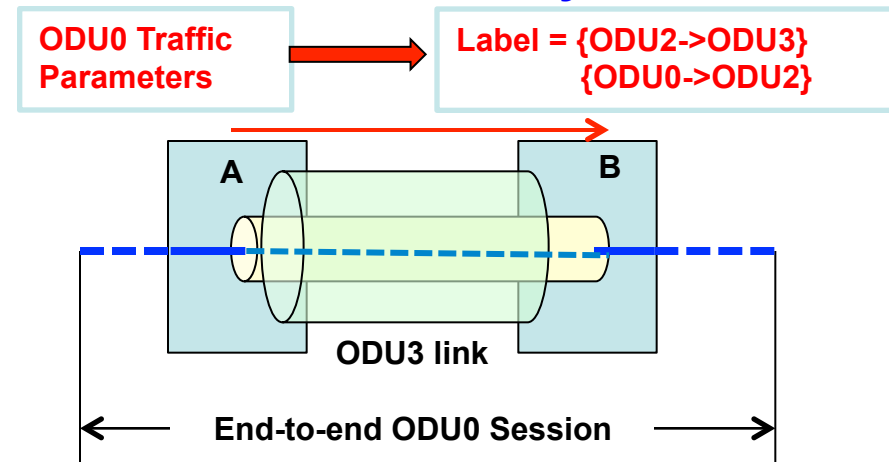 ODU0 Traffic
Parameters
Label = {ODU2->ODU3}
{ODU0->ODU2}
A
B
ODU3 link
End-to-end ODU0 Session